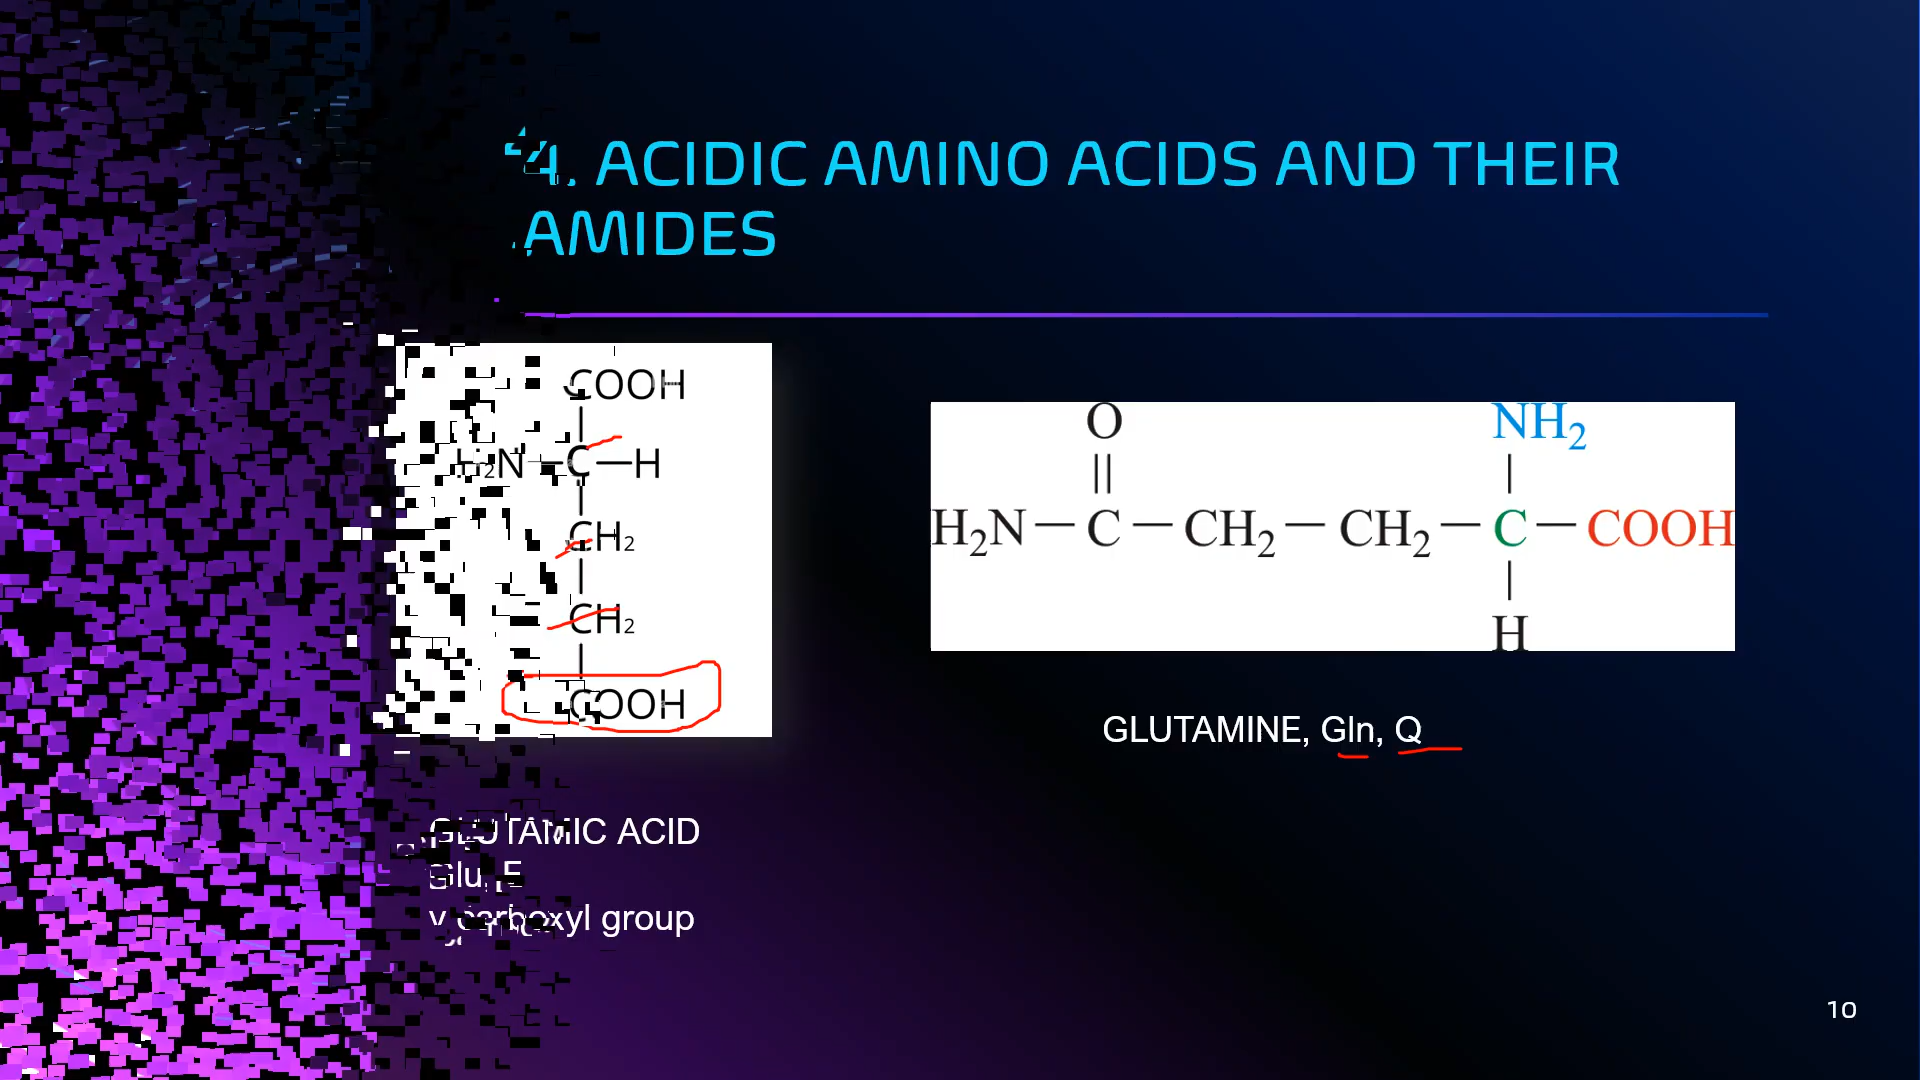 4. ACIDIC AMINO ACIDS AND THEIR
AMIDES
COOH
H₂N—C—H
CH₂
CH₂
COOH
O
NH₂
H₂N—C—CH₂—CH₂—C—COOH
H
GLUTAMINE, Gln, Q
GLUTAMIC ACID
Glu, E
γ carboxyl group
10